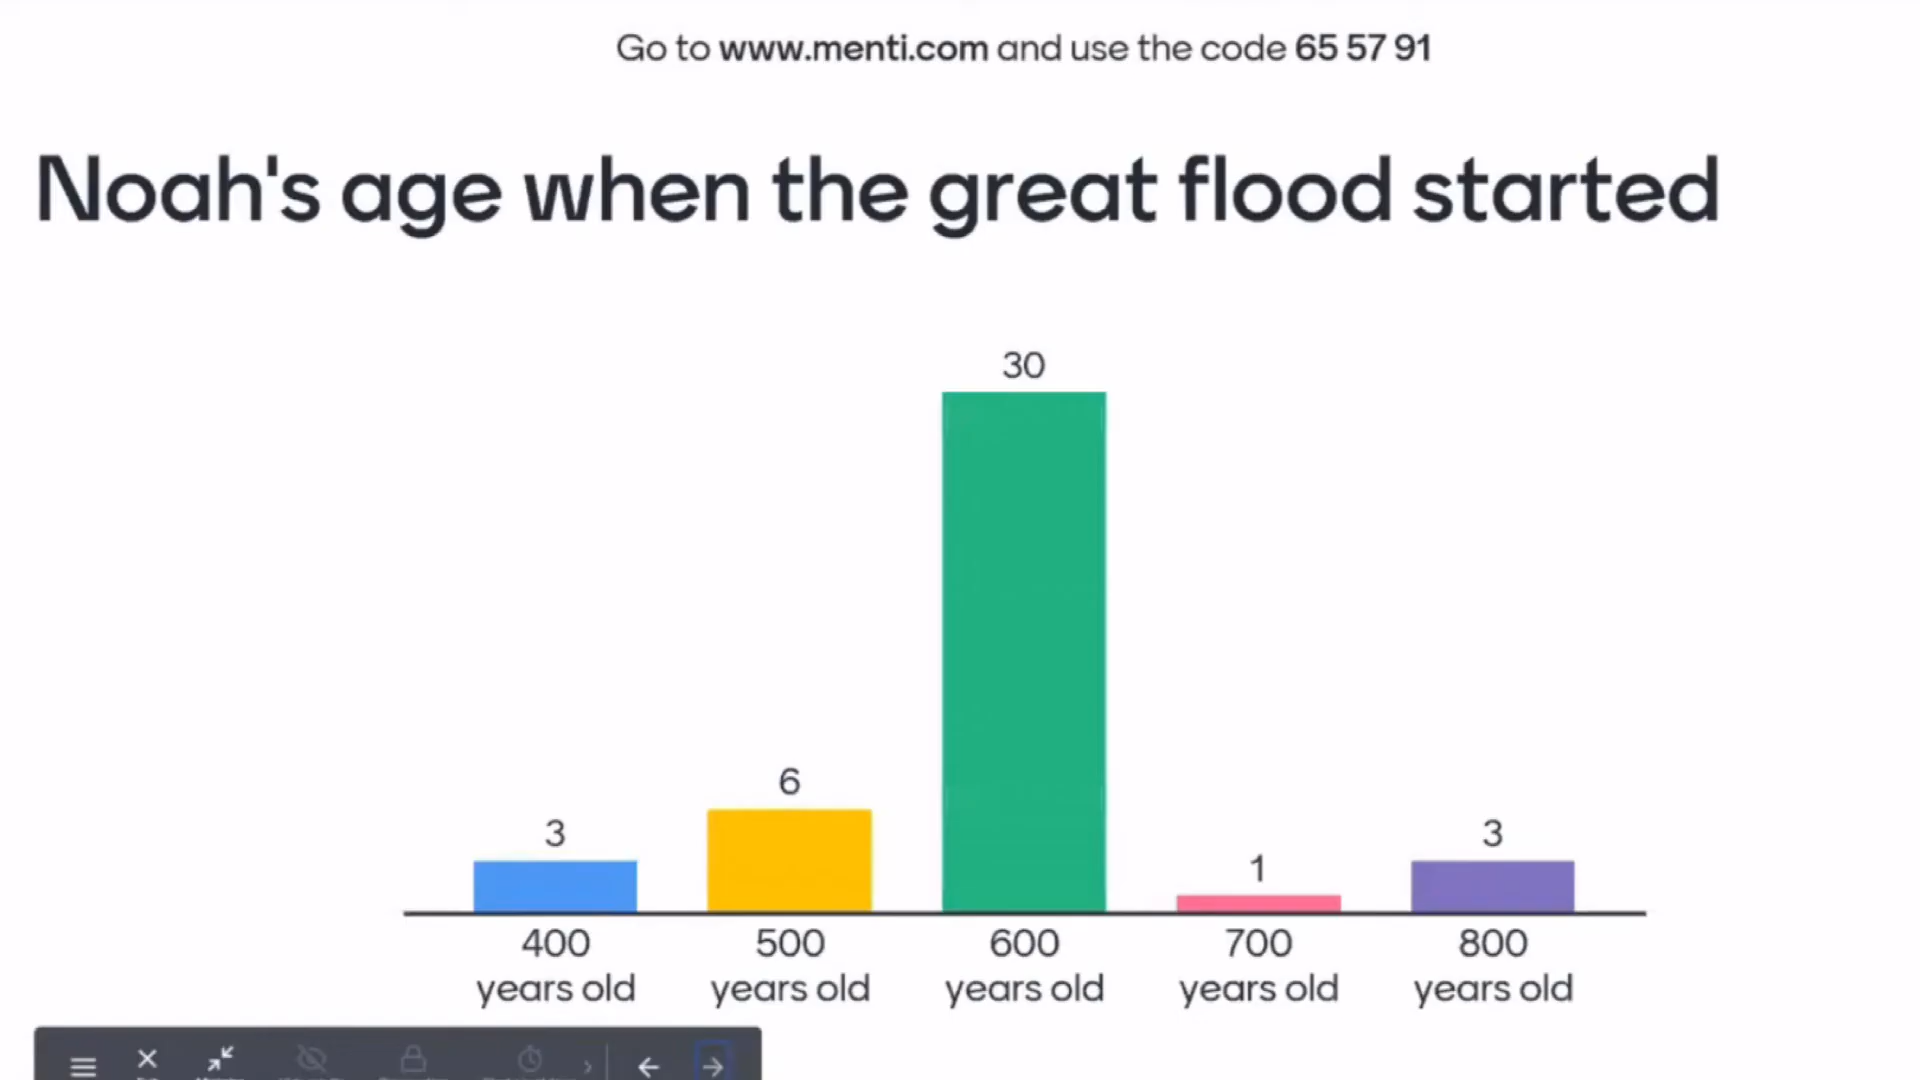 Go to www.menti.com and use the code 65 57 91
Noah's age when the great flood started
30
6
3
1
3
400
years old
500
years old
600
years old
700
years old
800
years old